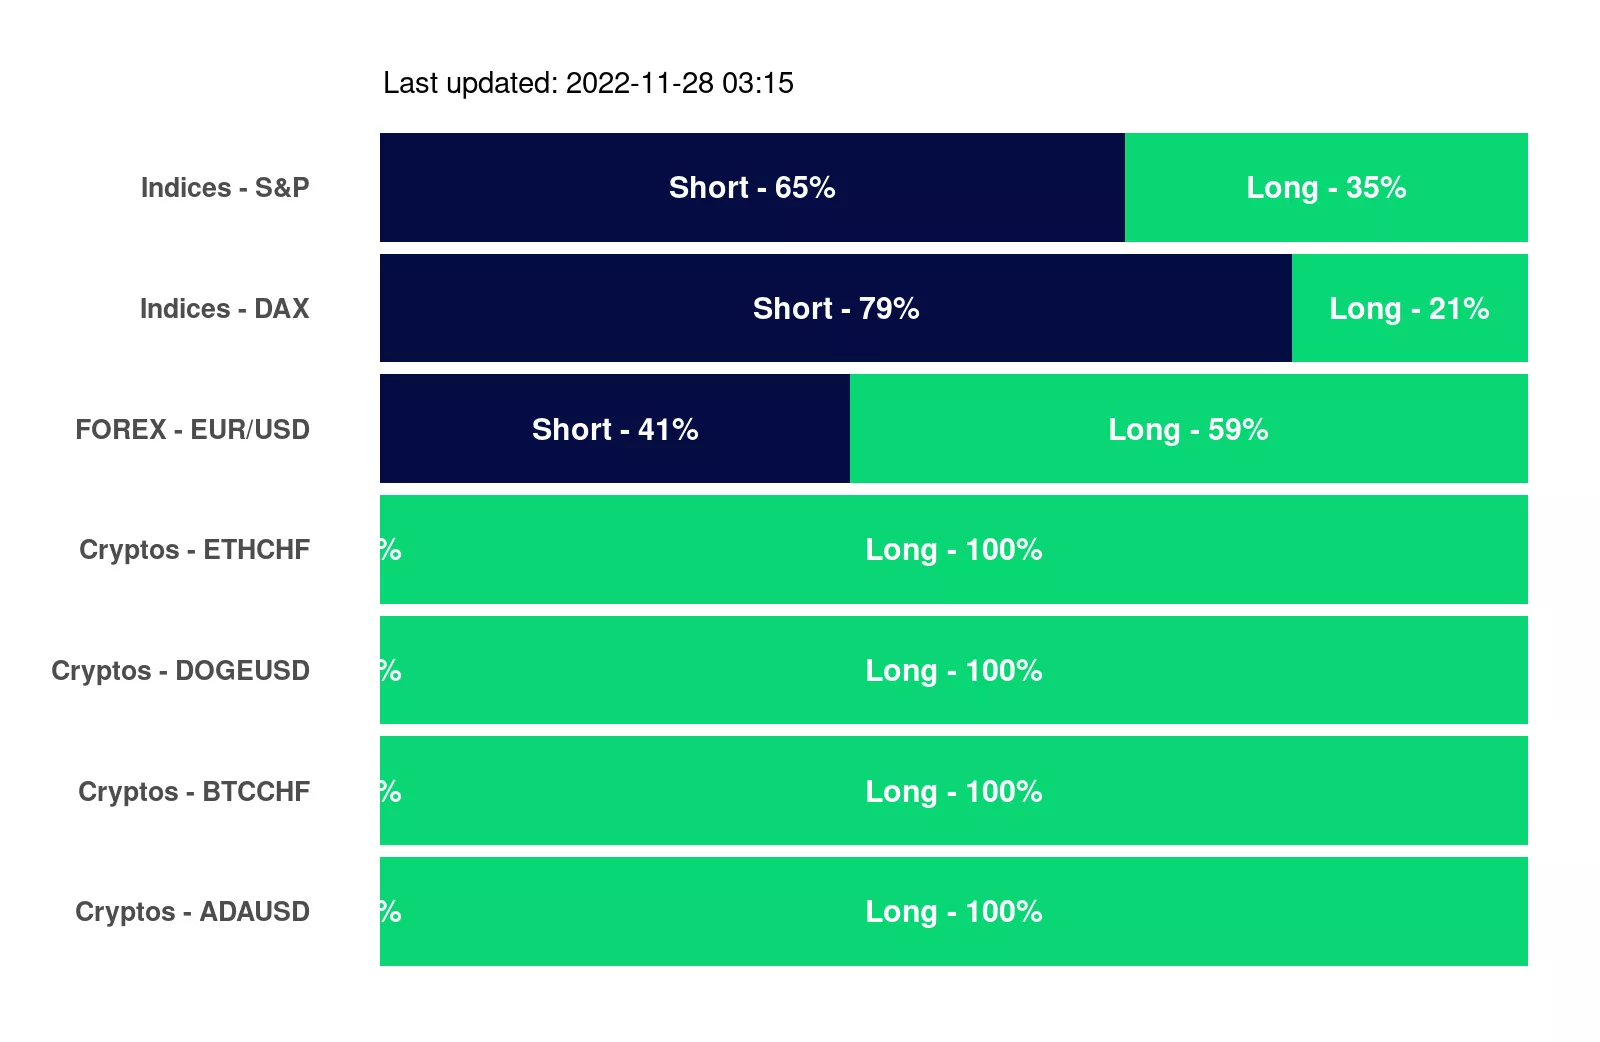 Last updated: 2022-11-28 03:15
Indices - S&P Short - 65% Long - 35%
Indices - DAX Short - 79% Long - 21%
FOREX - EUR/USD Short - 41% Long - 59%
Cryptos - ETHCHF % Long - 100%
Cryptos - DOGEUSD % Long - 100%
Cryptos - BTCCHF % Long - 100%
Cryptos - ADAUSD % Long - 100%